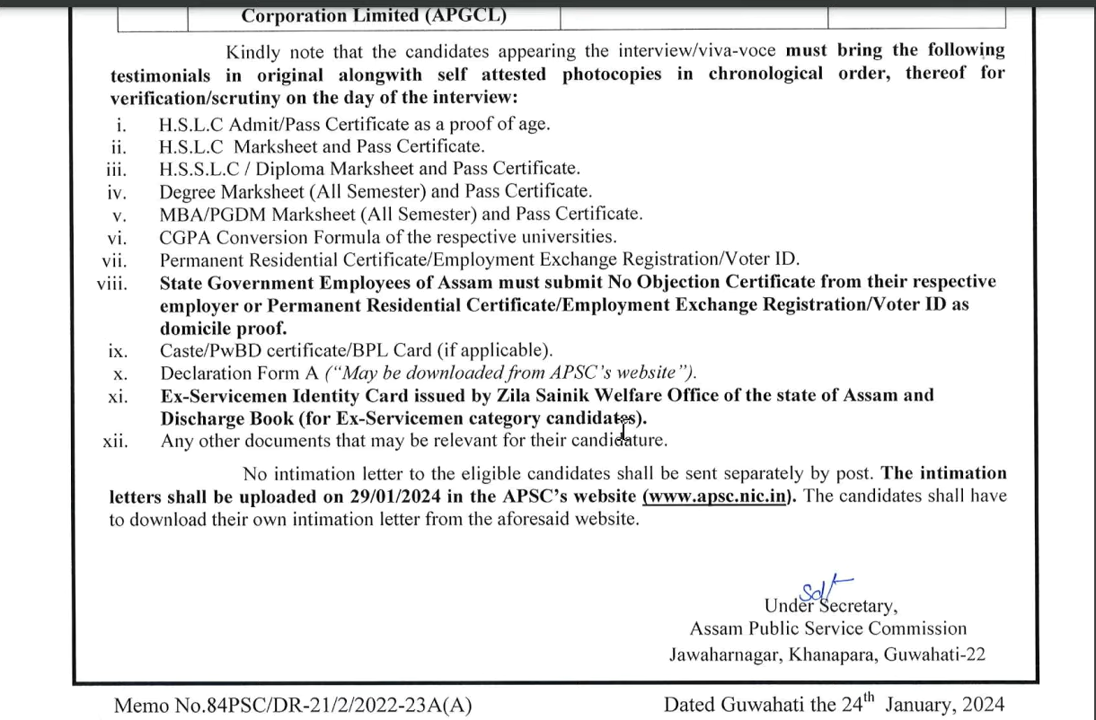 Corporation Limited (APGCL)
Kindly note that the candidates appearing the interview/viva-voce must bring the following
testimonials in original alongwith self attested photocopies in chronological order, thereof for
verification/scrutiny on the day of the interview:
i. H.S.L.C Admit/Pass Certificate as a proof of age.
ii. H.S.L.C Marksheet and Pass Certificate.
iii. H.S.S.L.C / Diploma Marksheet and Pass Certificate.
iv. Degree Marksheet (All Semester) and Pass Certificate.
v. MBA/PGDM Marksheet (All Semester) and Pass Certificate.
vi. CGPA Conversion Formula of the respective universities.
vii. Permanent Residential Certificate/Employment Exchange Registration/Voter ID.
viii. State Government Employees of Assam must submit No Objection Certificate from their respective
employer or Permanent Residential Certificate/Employment Exchange Registration/Voter ID as
domicile proof.
ix. Caste/PwBD certificate/BPL Card (if applicable).
x. Declaration Form A (“May be downloaded from APSC’s website”).
xi. Ex-Servicemen Identity Card issued by Zila Sainik Welfare Office of the state of Assam and
Discharge Book (for Ex-Servicemen category candidates).
xii. Any other documents that may be relevant for their candidature.
No intimation letter to the eligible candidates shall be sent separately by post. The intimation
letters shall be uploaded on 29/01/2024 in the APSC’s website (www.apsc.nic.in). The candidates shall have
to download their own intimation letter from the aforesaid website.
Sd/-
Under Secretary,
Assam Public Service Commission
Jawaharnagar, Khanapara, Guwahati-22
Memo No.84PSC/DR-21/2/2022-23A(A) Dated Guwahati the 24th January, 2024